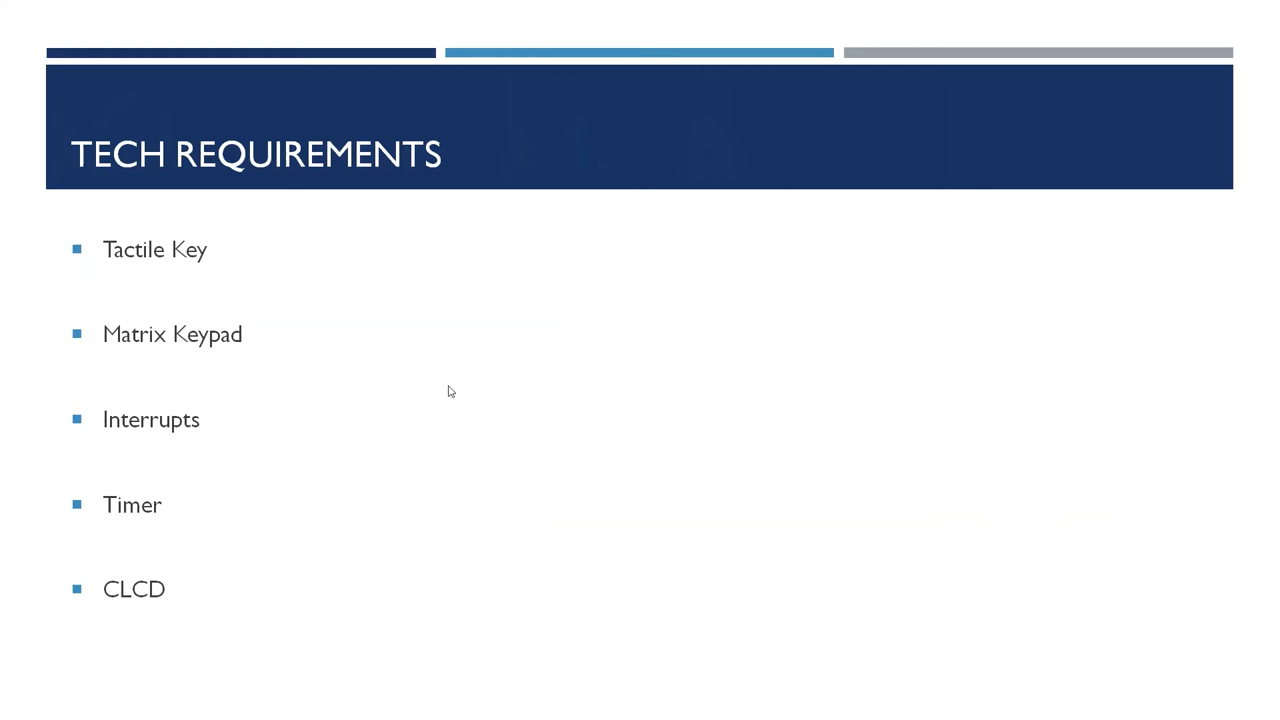 TECH REQUIREMENTS
Tactile Key
Matrix Keypad
Interrupts
Timer
CLCD